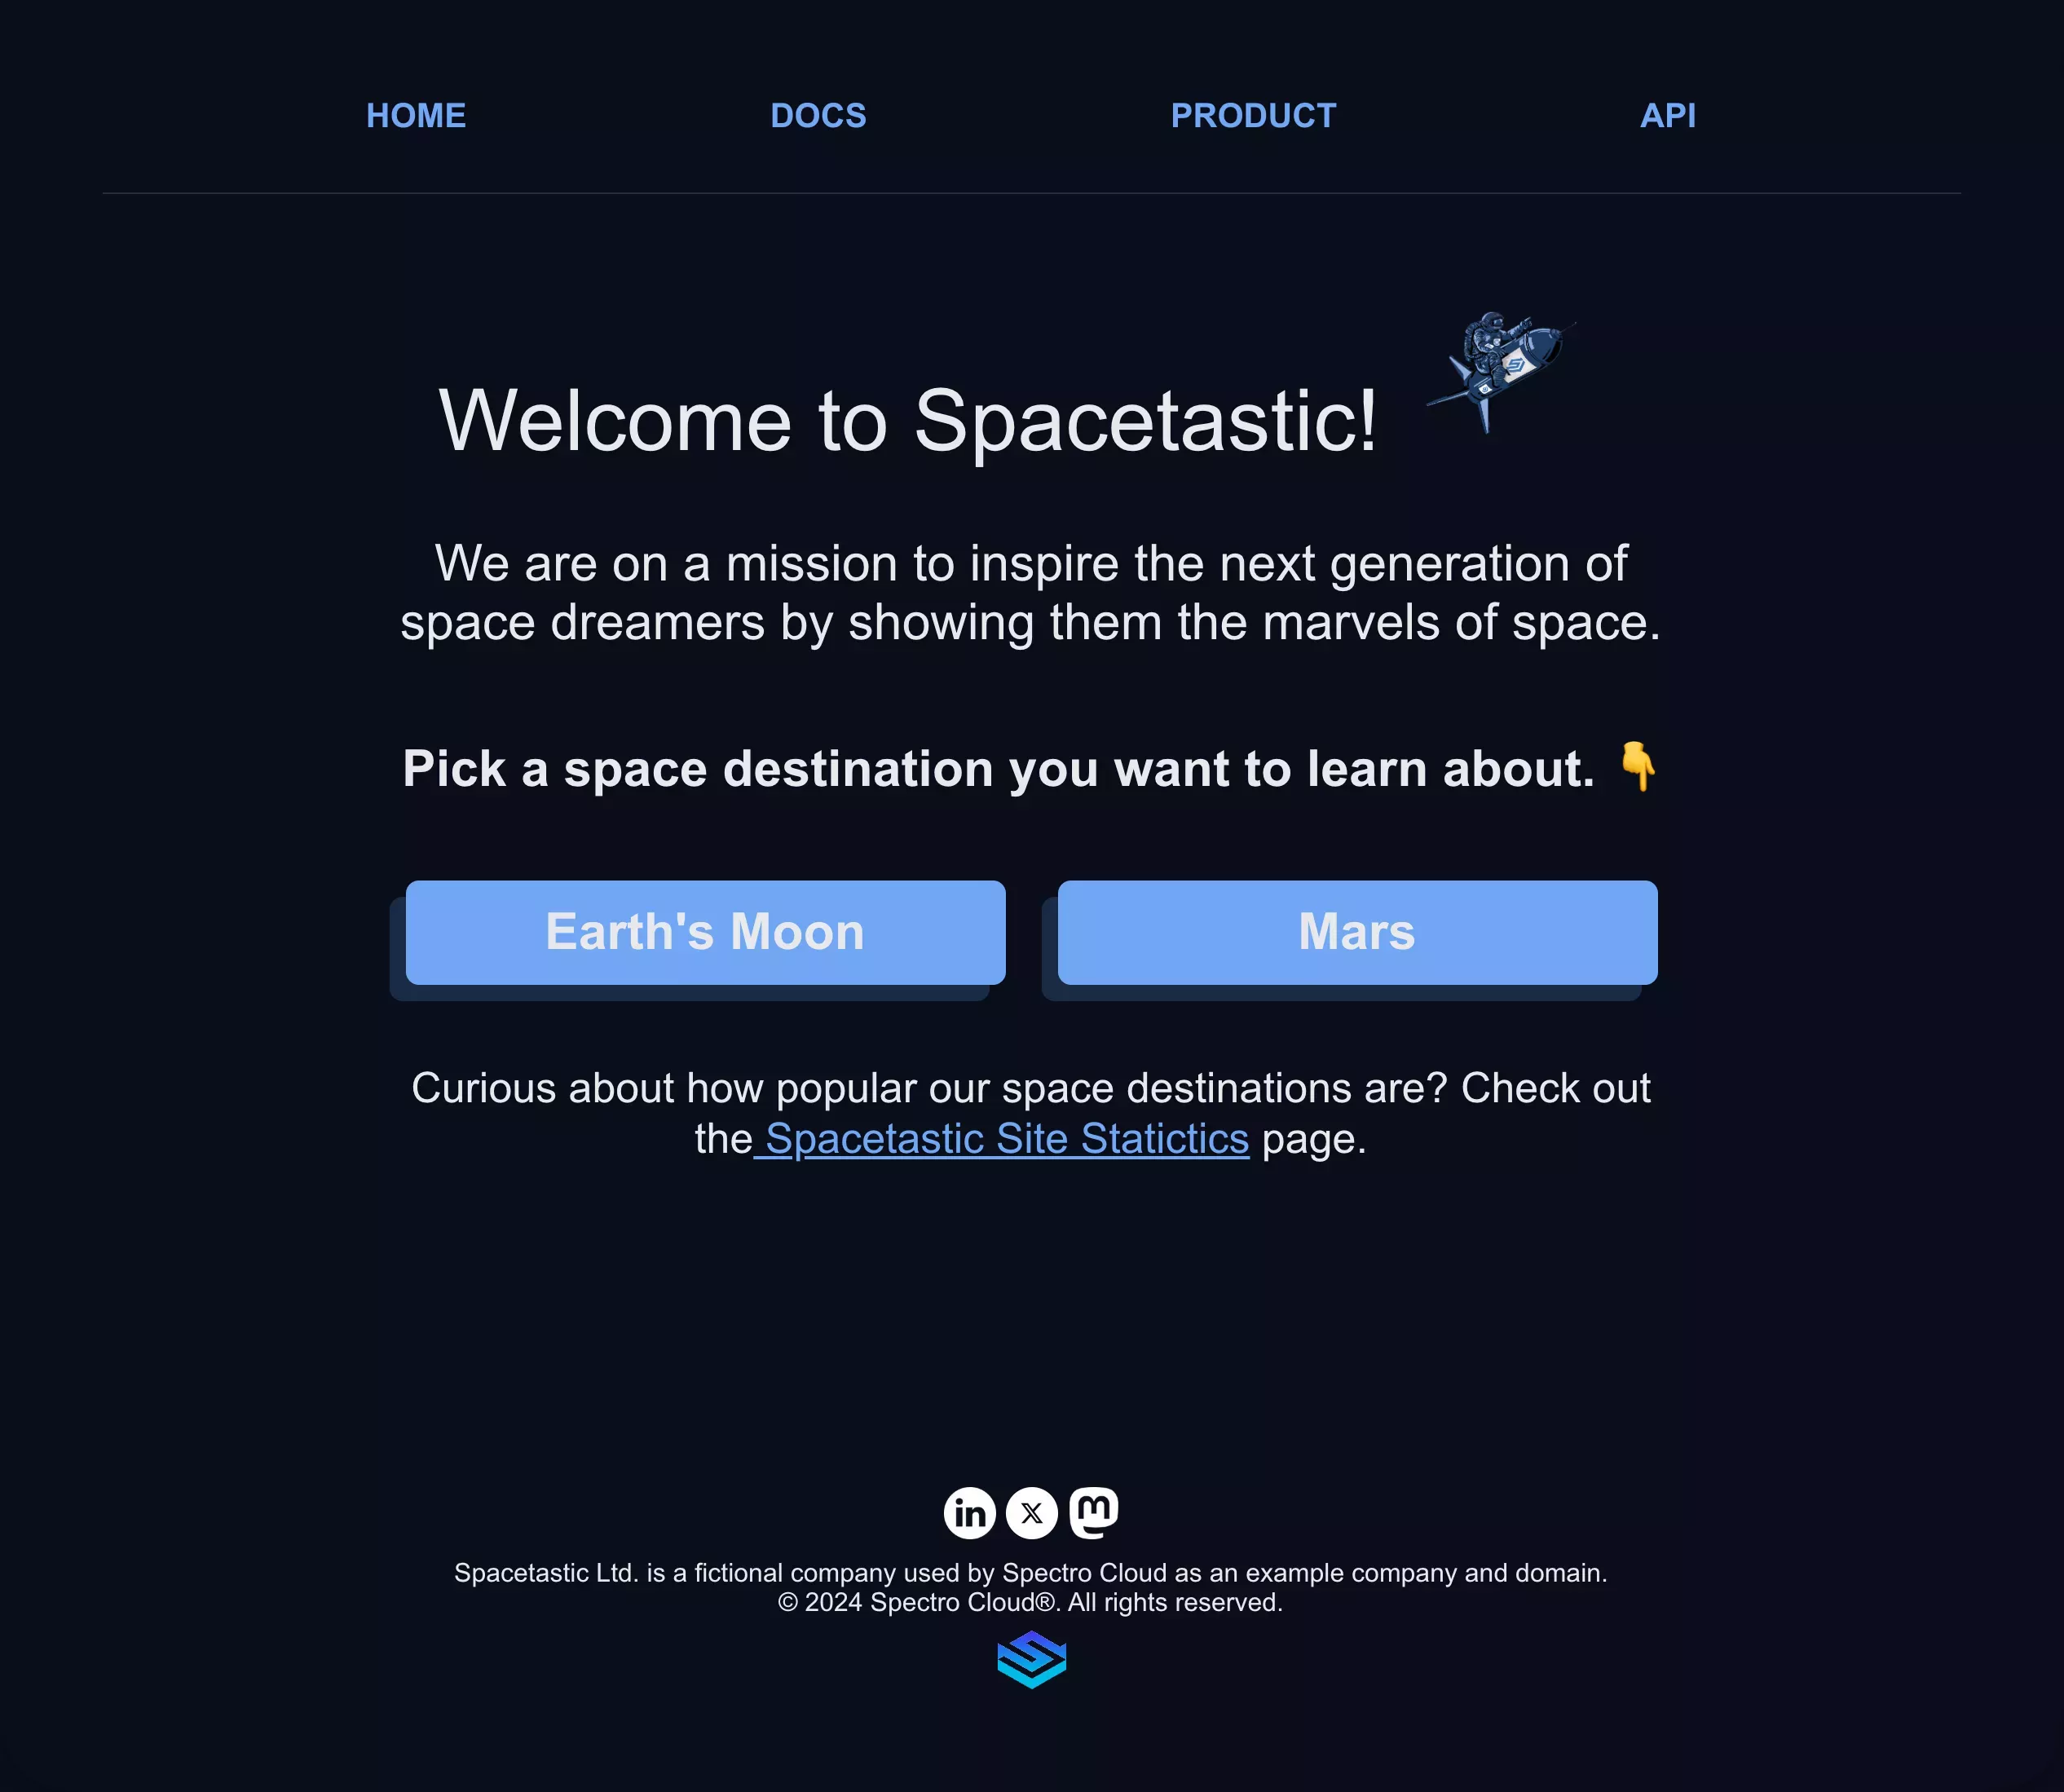 HOME DOCS PRODUCT API
Welcome to Spacetastic!
We are on a mission to inspire the next generation of
space dreamers by showing them the marvels of space.
Pick a space destination you want to learn about. 👇
Earth's Moon
Mars
Curious about how popular our space destinations are? Check out
the Spacetastic Site Statictics page.
in X m
Spacetastic Ltd. is a fictional company used by Spectro Cloud as an example company and domain.
© 2024 Spectro Cloud®. All rights reserved.